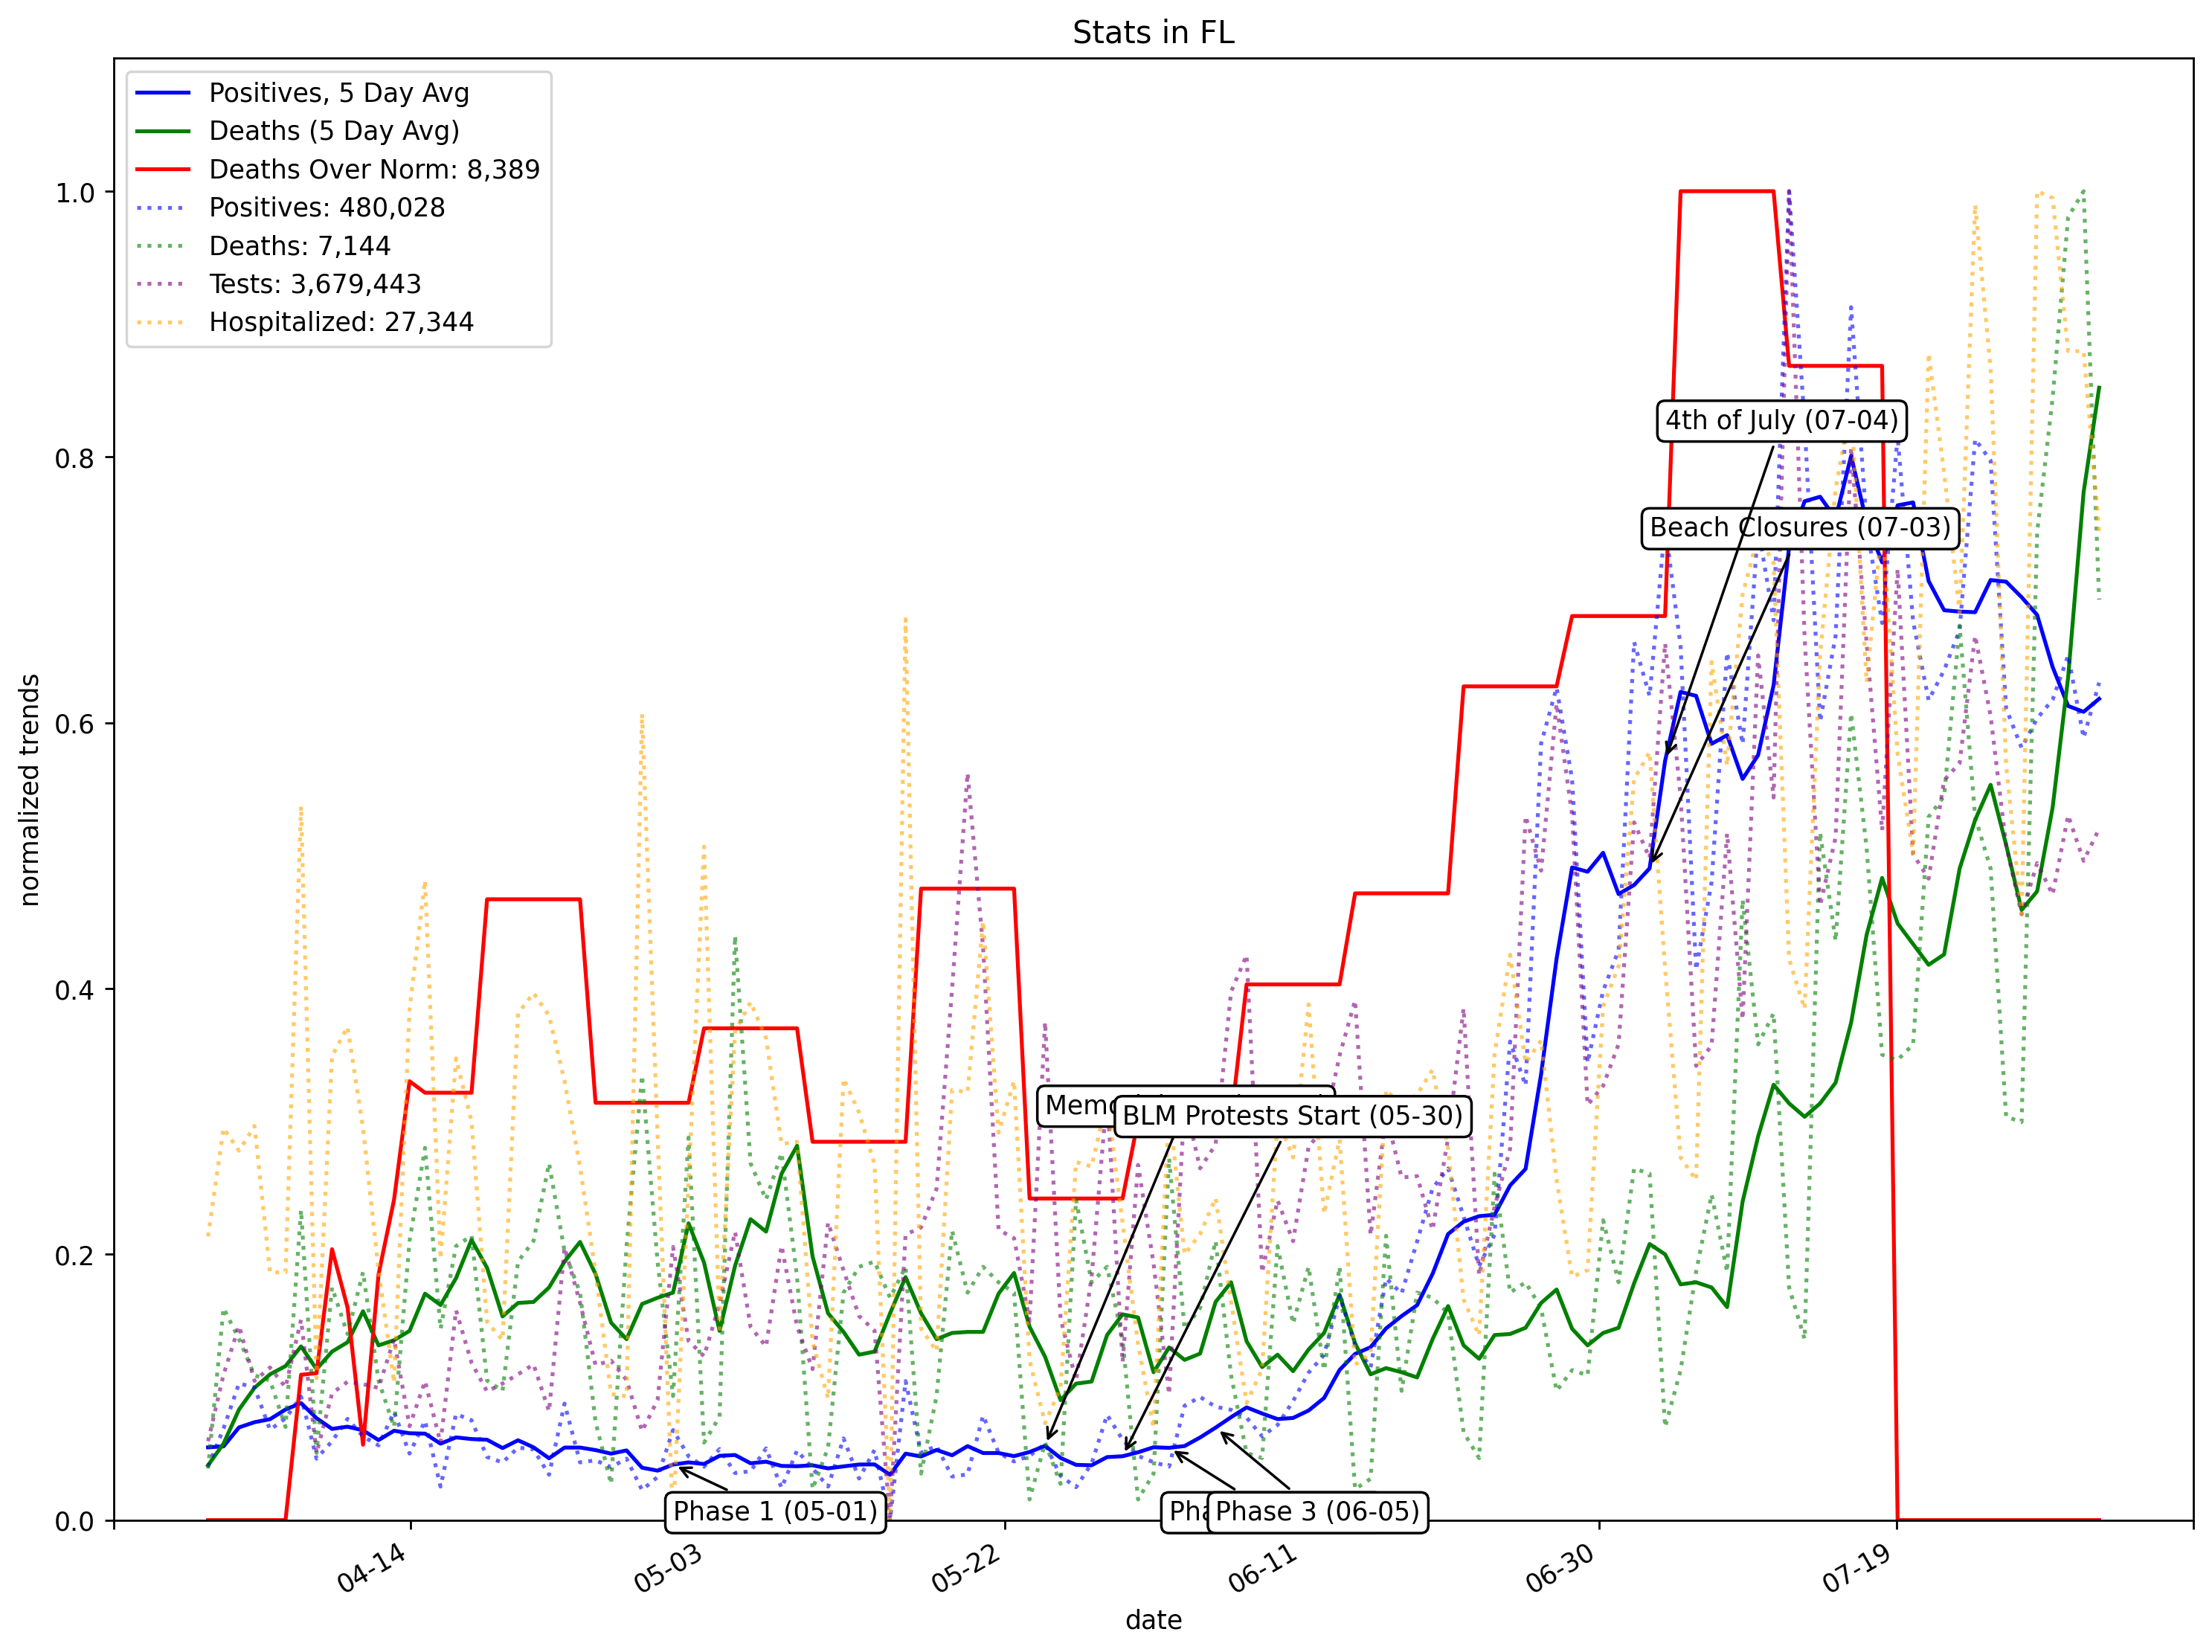 Stats in FL
Positives, 5 Day Avg
Deaths (5 Day Avg)
Deaths Over Norm: 8,389
Positives: 480,028
Deaths: 7,144
Tests: 3,679,443
Hospitalized: 27,344
1.0
0.8
0.6
0.4
0.2
0.0
normalized trends
4th of July (07-04)
Beach Closures (07-03)
BLM Protests Start (05-30)
Phase 1 (05-01)
Phase 3 (06-05)
04-14
05-03
05-22
06-11
06-30
07-19
date